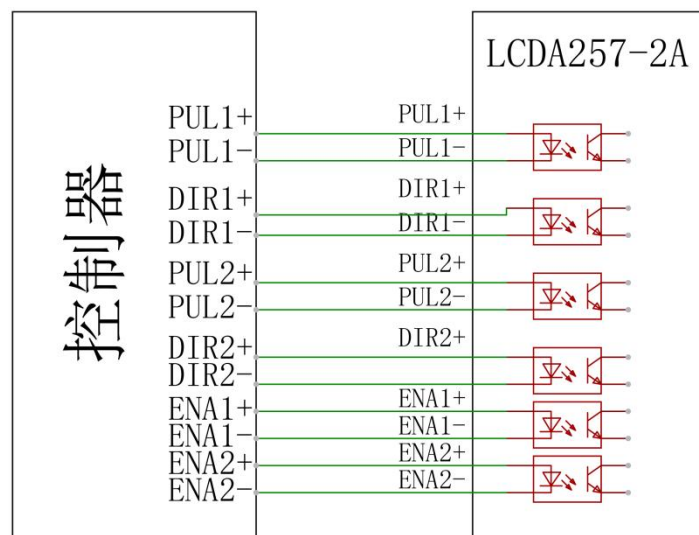 LCDA257-2A
控制器
PUL1+ PUL1+
PUL1- PUL1-
DIR1+ DIR1+
DIR1- DIR1-
PUL2+ PUL2+
PUL2- PUL2-
DIR2+ DIR2+
DIR2-
ENA1+ ENA1+
ENA1- ENA1-
ENA2+ ENA2+
ENA2- ENA2-